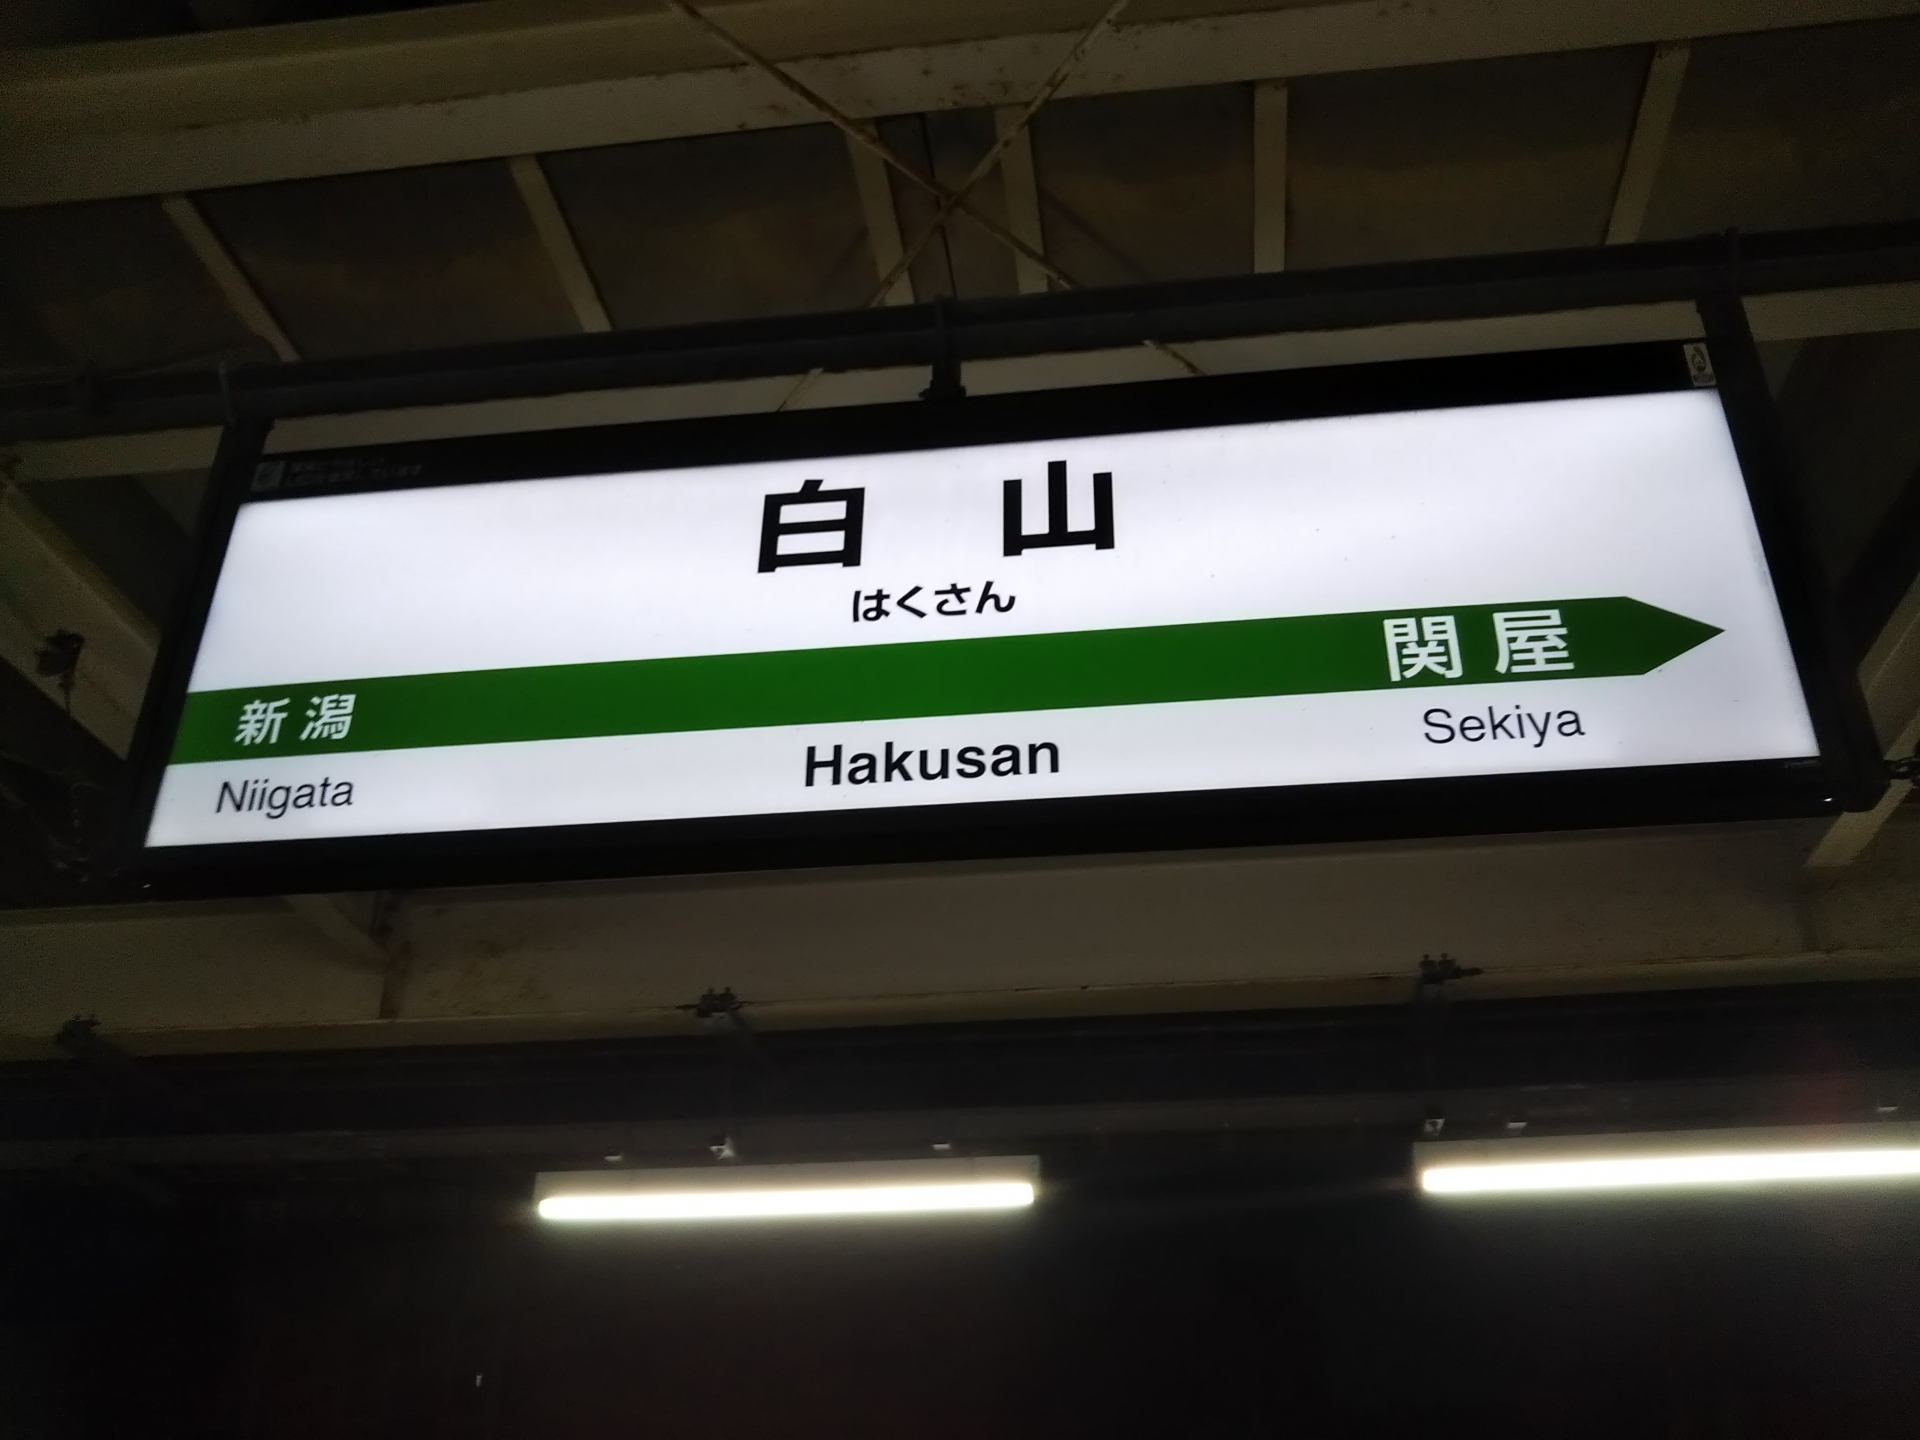 白山
はくさん
新潟
関屋
Niigata
Hakusan
Sekiya